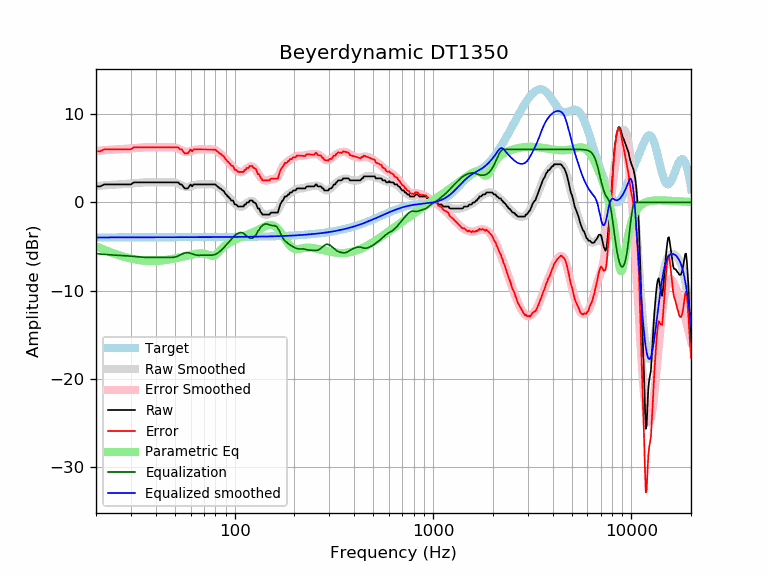 Beyerdynamic DT1350
Amplitude (dBr)
10
0
−10
−20
−30
Target
Raw Smoothed
Error Smoothed
Raw
Error
Parametric Eq
Equalization
Equalized smoothed
100
1000
10000
Frequency (Hz)